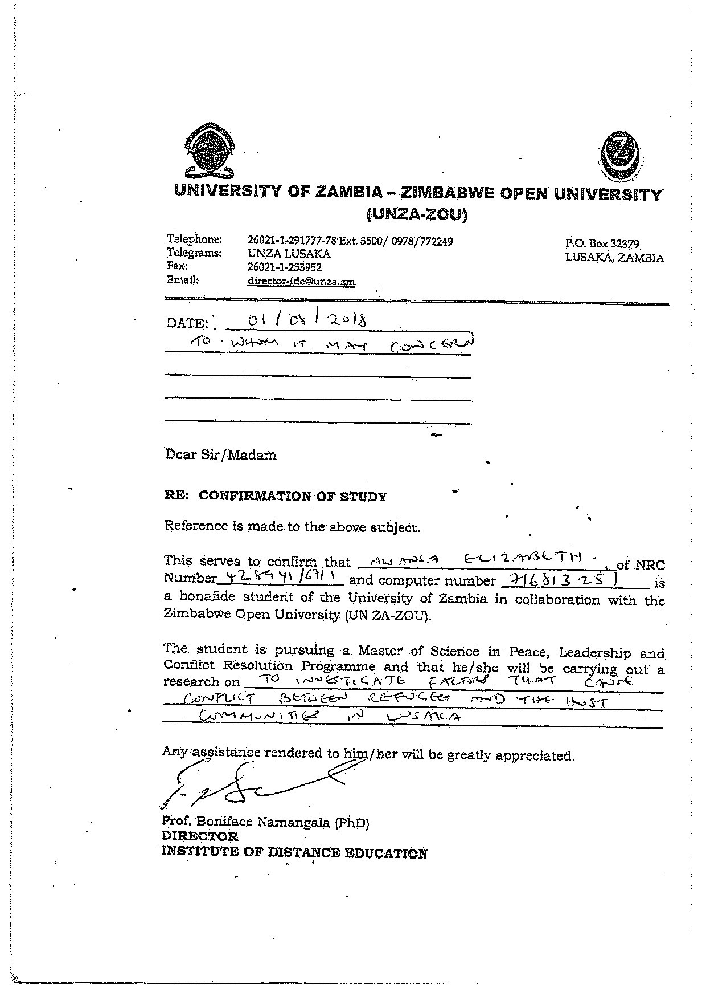 UNIVERSITY OF ZAMBIA – ZIMBABWE OPEN UNIVERSITY
(UNZA-ZOU)
Telephone: 26021-1-291777-78 Ext. 3500/ 0978/772249
Telegrams: UNZA LUSAKA
Fax: 26021-1-253952
Email: director-ide@unza.zm
P.O. Box 32379
LUSAKA, ZAMBIA
DATE: 01/08/2018
TO WHOM IT MAY CONCERN
Dear Sir/Madam
RE: CONFIRMATION OF STUDY
Reference is made to the above subject.
This serves to confirm that ELIZABETH, of NRC
Number and computer number is
a bonafide student of the University of Zambia in collaboration with the
Zimbabwe Open University (UN ZA-ZOU).
The student is pursuing a Master of Science in Peace, Leadership and
Conflict Resolution Programme and that he/she will be carrying out a
research on TO INVESTIGATE THAT CAUSE
CONFLICT BETWEEN REFUGEES AND THE HOST
COMMUNITIES IN LUSAKA
Any assistance rendered to him/her will be greatly appreciated.
Prof. Boniface Namangala (PhD)
DIRECTOR
INSTITUTE OF DISTANCE EDUCATION